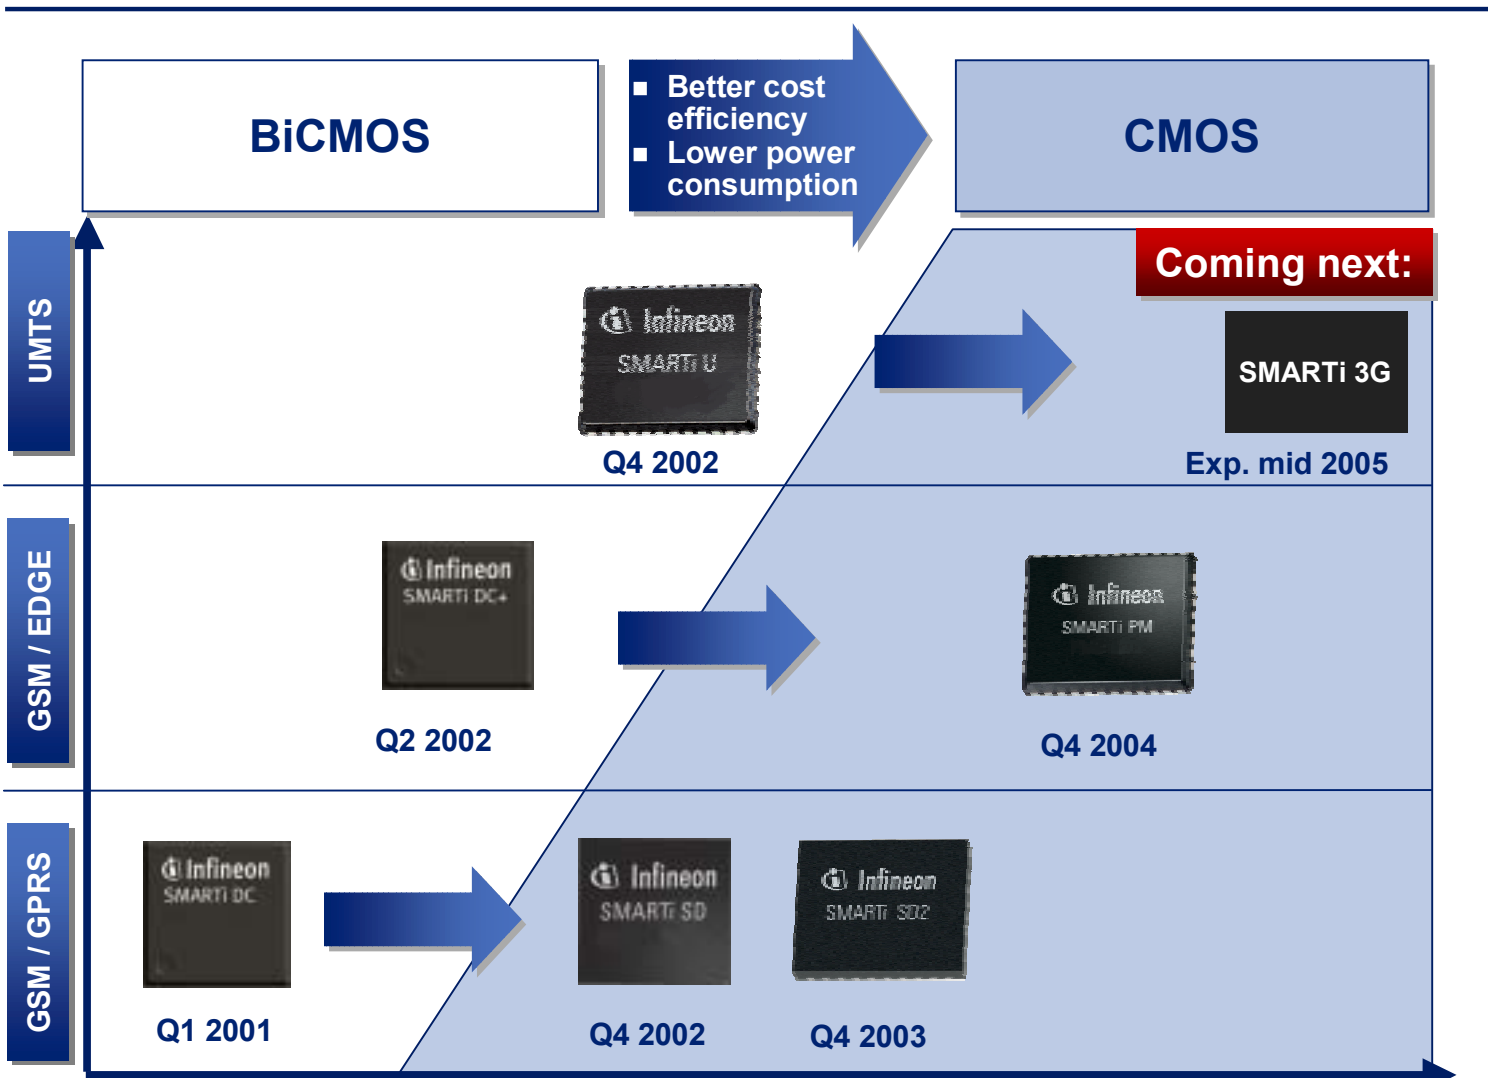 BiCMOS
Better cost
efficiency
Lower power
consumption
CMOS
Coming next:
UMTS
Infineon
SMARTi U
Q4 2002
SMARTi 3G
Exp. mid 2005
GSM / EDGE
Infineon
SMARTi DC+
Q2 2002
Infineon
SMARTi PM
Q4 2004
GSM / GPRS
Infineon
SMARTi DC
Q1 2001
Infineon
SMARTi SD
Q4 2002
Infineon
SMARTi SD2
Q4 2003